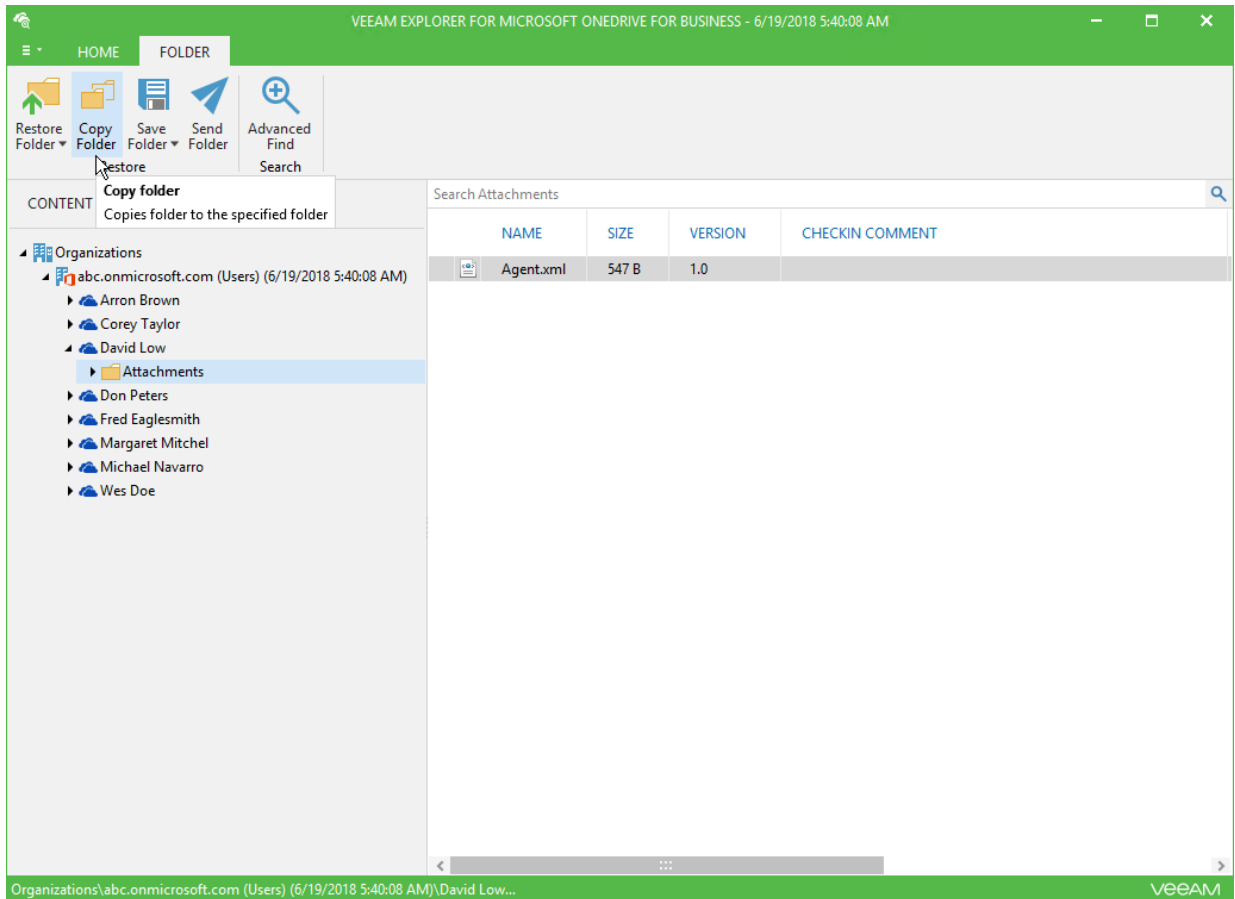 VEEAM EXPLORER FOR MICROSOFT ONEDRIVE FOR BUSINESS - 6/19/2018 5:40:08 AM
HOME FOLDER
Restore Folder
Copy Folder
Save Folder
Send Folder
Advanced Find
Restore
Search
Copy folder
Copies folder to the specified folder
CONTENT
Search Attachments
NAME SIZE VERSION CHECKIN COMMENT
Agent.xml 547 B 1.0
Organizations
abc.onmicrosoft.com (Users) (6/19/2018 5:40:08 AM)
Arron Brown
Corey Taylor
David Low
Attachments
Don Peters
Fred Eaglesmith
Margaret Mitchel
Michael Navarro
Wes Doe
Organizations\abc.onmicrosoft.com (Users) (6/19/2018 5:40:08 AM)\David Low...
veeAM